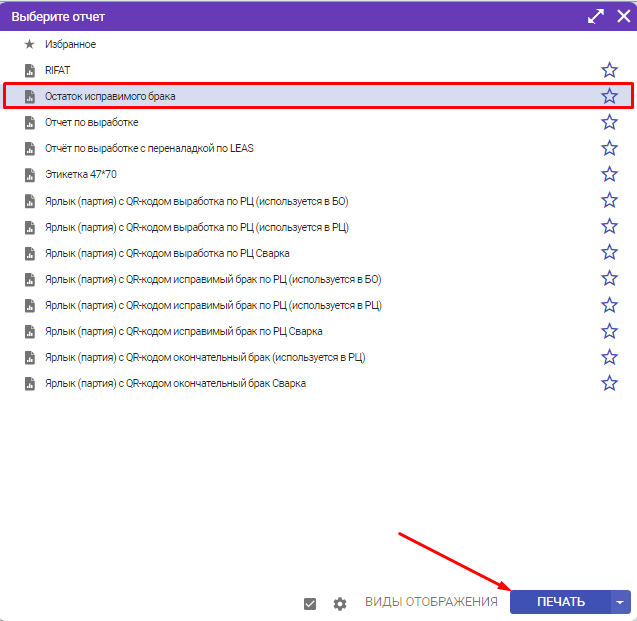 Выберите отчет
Избранное
RIFAT
Остаток исправимого брака
Отчет по выработке
Отчёт по выработке с переналадкой по LEAS
Этикетка 47*70
Ярлык (партия) с QR-кодом выработка по РЦ (используется в БО)
Ярлык (партия) с QR-кодом выработка по РЦ (используется в РЦ)
Ярлык (партия) с QR-кодом выработка по РЦ Сварка
Ярлык (партия) с QR-кодом исправимый брак по РЦ (используется в БО)
Ярлык (партия) с QR-кодом исправимый брак по РЦ (используется в РЦ)
Ярлык (партия) с QR-кодом исправимый брак по РЦ Сварка
Ярлык (партия) с QR-кодом окончательный брак (используется в РЦ)
Ярлык (партия) с QR-кодом окончательный брак Сварка
ВИДЫ ОТОБРАЖЕНИЯ ПЕЧАТЬ